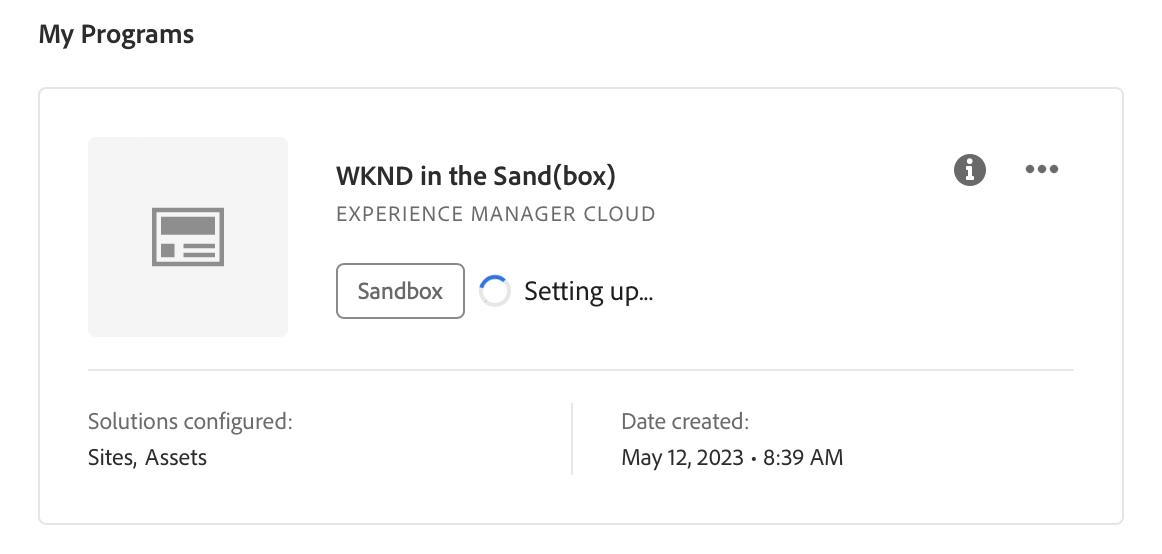 My Programs
WKND in the Sand(box)
EXPERIENCE MANAGER CLOUD
Sandbox
Setting up...
Solutions configured:
Sites, Assets
Date created:
May 12, 2023 • 8:39 AM